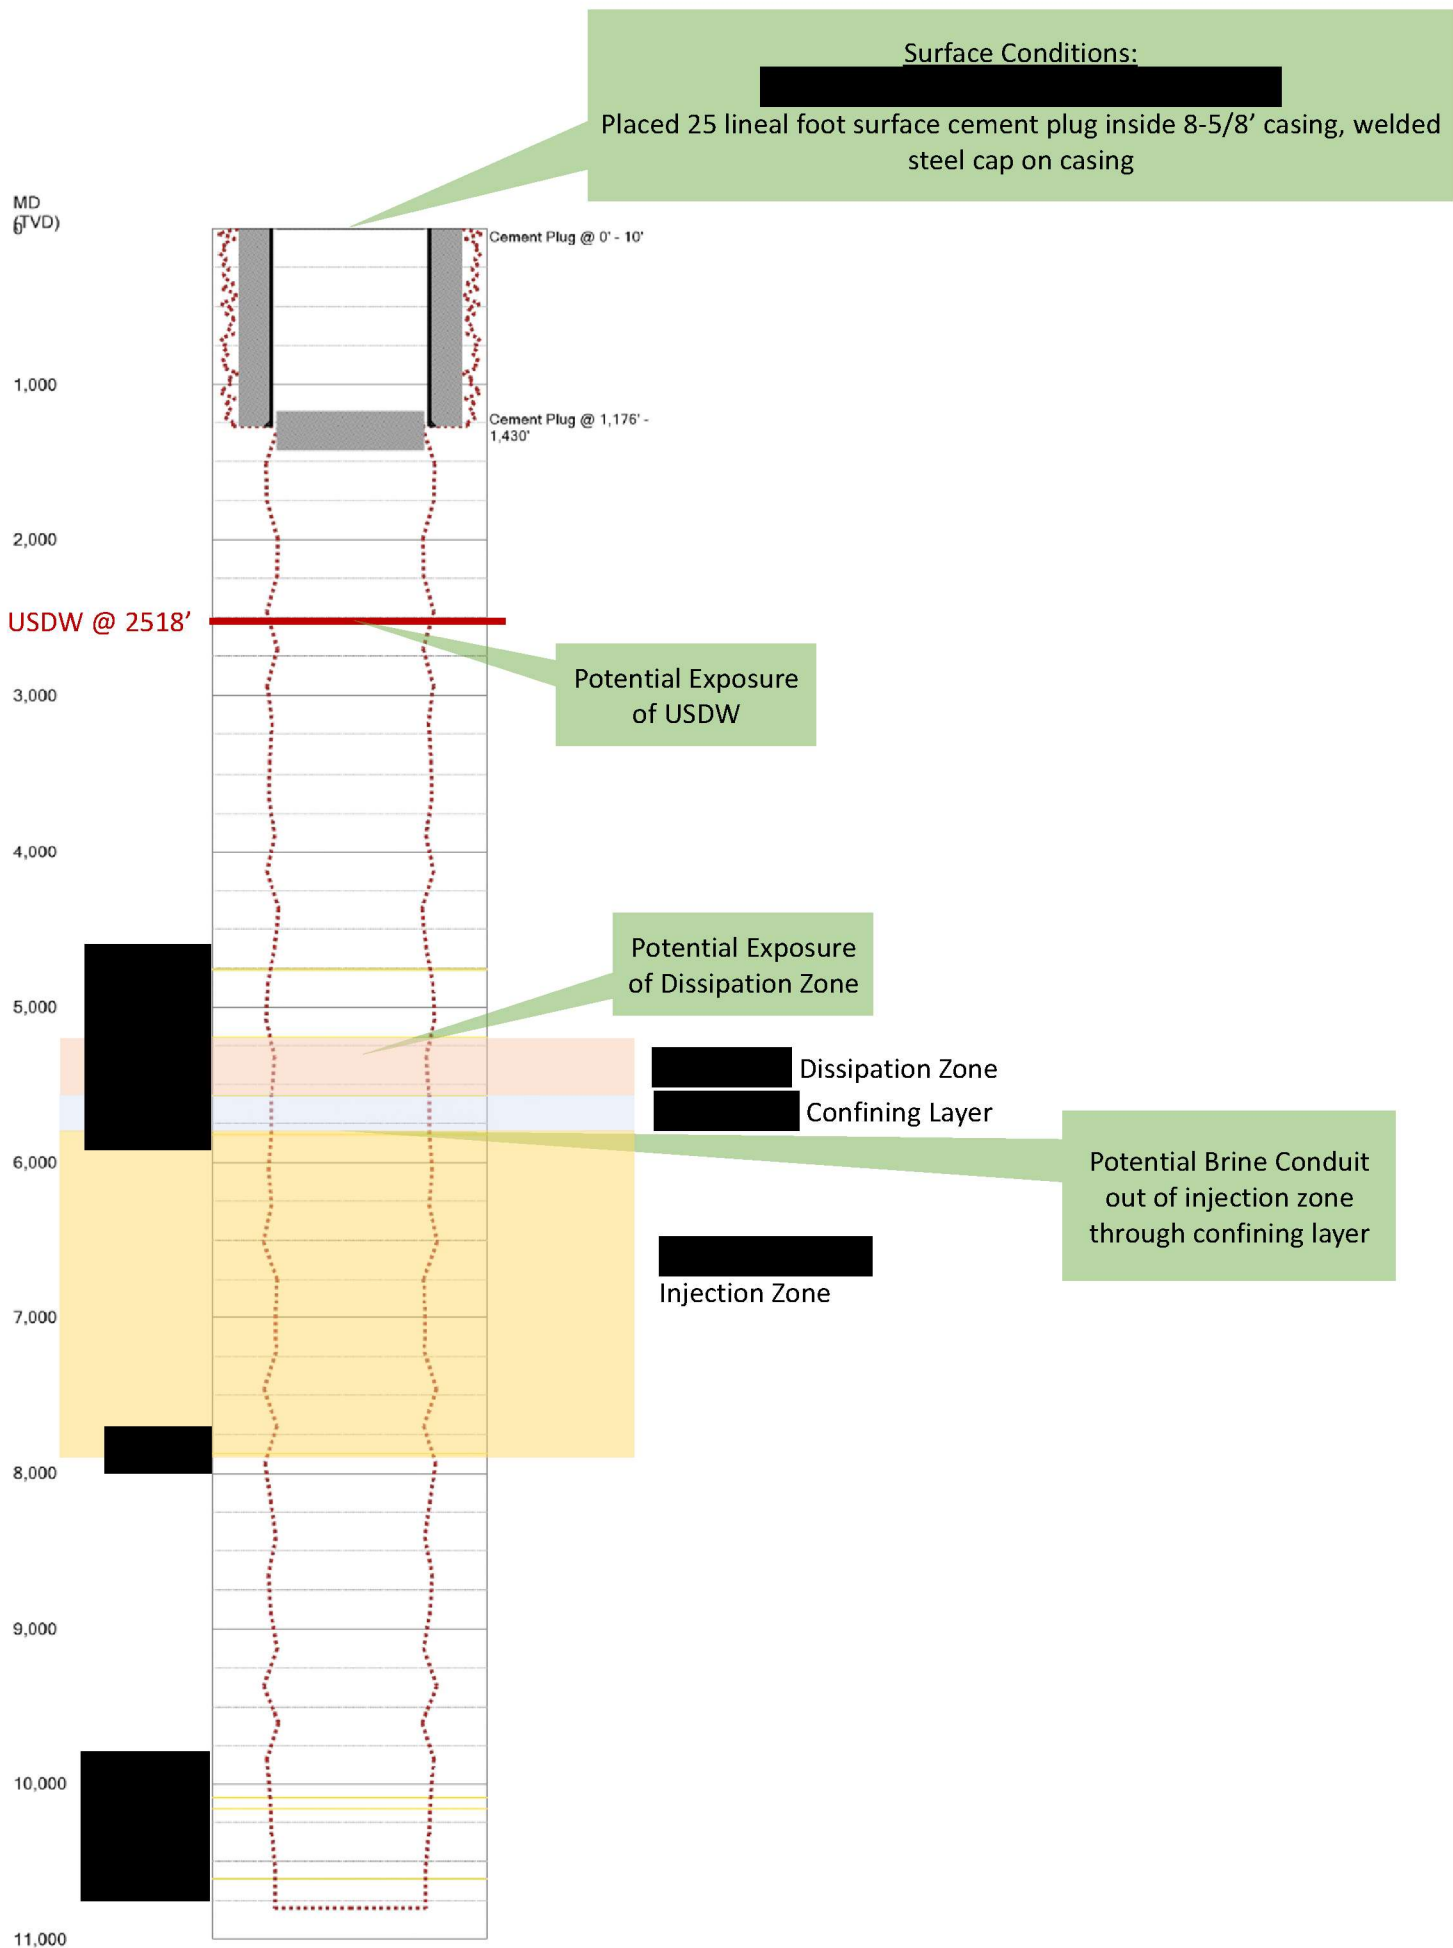 Surface Conditions:
Placed 25 lineal foot surface cement plug inside 8-5/8’ casing, welded
steel cap on casing
MD
(TVD)
0
Cement Plug @ 0' - 10'
1,000
Cement Plug @ 1,176' -
1,430'
2,000
USDW @ 2518’
Potential Exposure
of USDW
3,000
4,000
Potential Exposure
of Dissipation Zone
5,000
Dissipation Zone
Confining Layer
6,000
Potential Brine Conduit
out of injection zone
through confining layer
Injection Zone
7,000
8,000
9,000
10,000
11,000